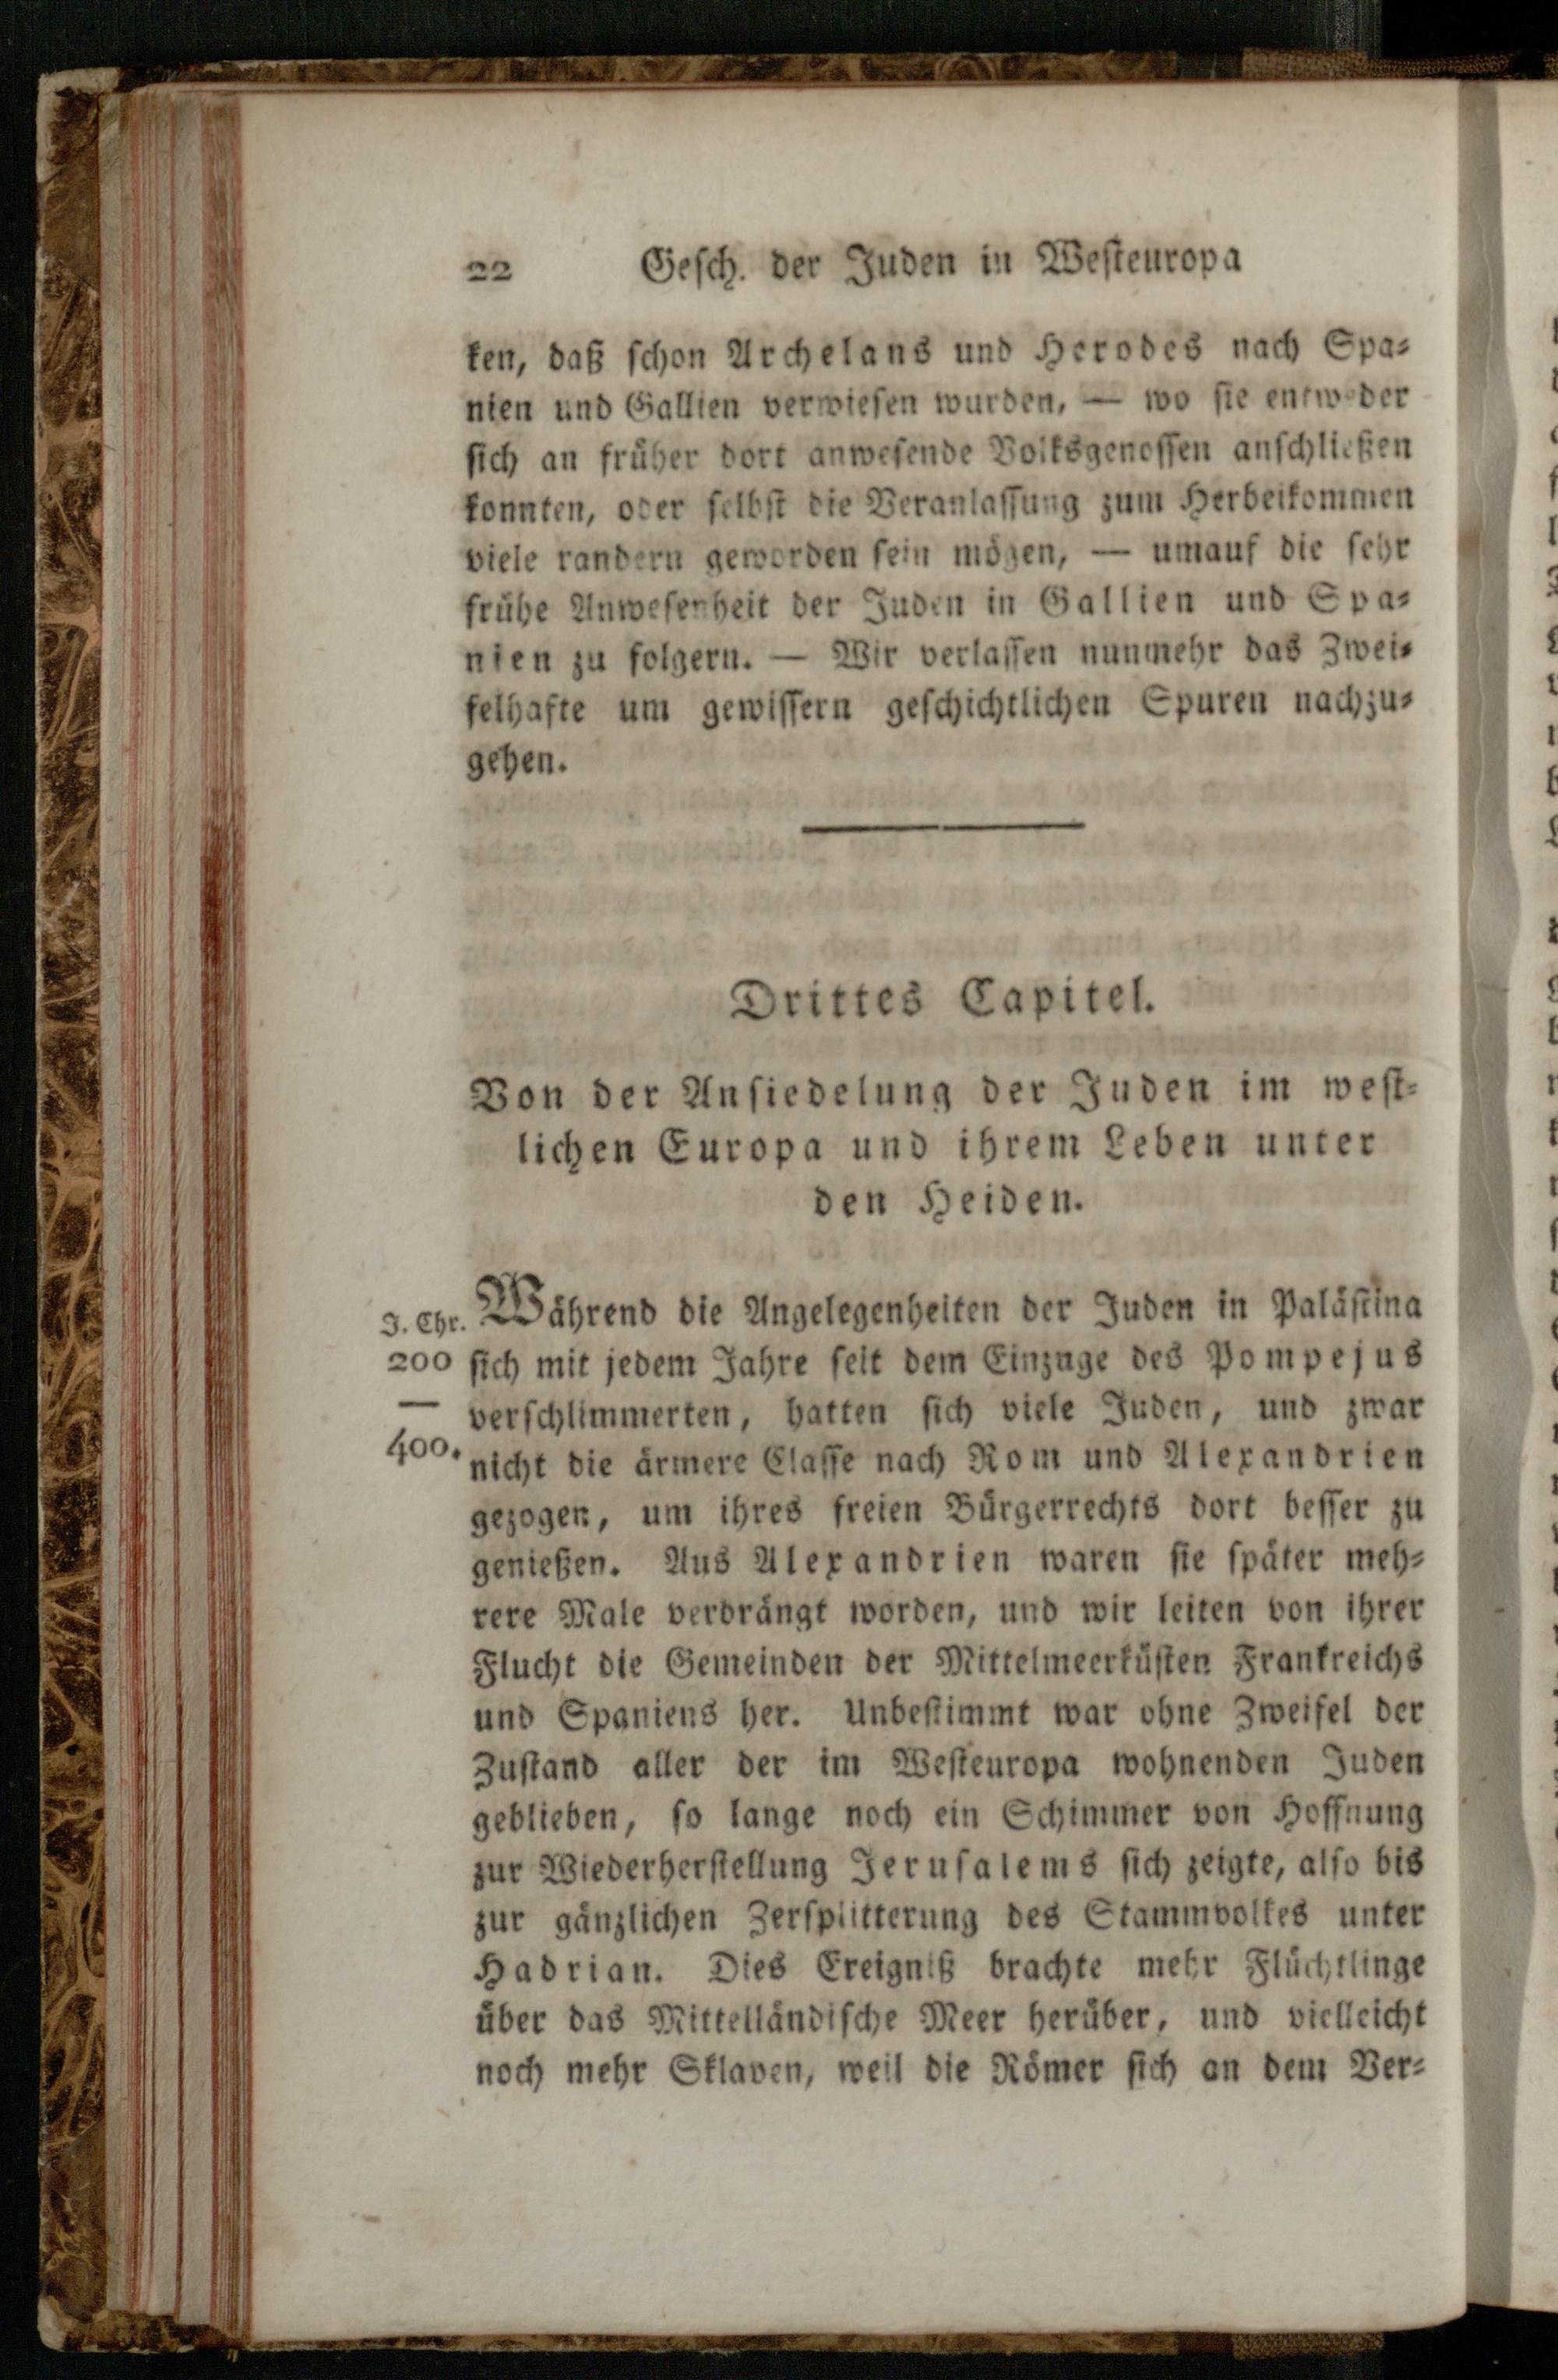 22 Gesch. der Juden in Westeuropa
ken, daß schon Archelans und Herodes nach Spa-
nien und Gallien verwiesen wurden, — wo sie entweder
sich an früher dort anwesende Volksgenossen anschließen
konnten, oder selbst die Veranlassung zum Herbeikommen
viele randern geworden sein mögen, — umauf die sehr
frühe Anwesenheit der Juden in Gallien und Spa-
nien zu folgern. — Wir verlassen nunmehr das Zwei-
felhafte um gewissern geschichtlichen Spuren nachzu-
gehen.
Drittes Capitel.
Von der Ansiedelung der Juden im west-
lichen Europa und ihrem Leben unter
den Heiden.
J. Chr.
200
—
400.
Während die Angelegenheiten der Juden in Palästina
sich mit jedem Jahre seit dem Einzuge des Pompejus
verschlimmerten, hatten sich viele Juden, und zwar
nicht die ärmere Classe nach Rom und Alexandrien
gezogen, um ihres freien Bürgerrechts dort besser zu
genießen. Aus Alexandrien waren sie später meh-
rere Male verdrängt worden, und wir leiten von ihrer
Flucht die Gemeinden der Mittelmeerküsten Frankreichs
und Spaniens her. Unbestimmt war ohne Zweifel der
Zustand aller der im Westeuropa wohnenden Juden
geblieben, so lange noch ein Schimmer von Hoffnung
zur Wiederherstellung Jerusalems sich zeigte, also bis
zur gänzlichen Zersplitterung des Stammvolkes unter
Hadrian. Dies Ereigniß brachte mehr Flüchtlinge
über das Mittelländische Meer herüber, und vielleicht
noch mehr Sklaven, weil die Römer sich an dem Ver-